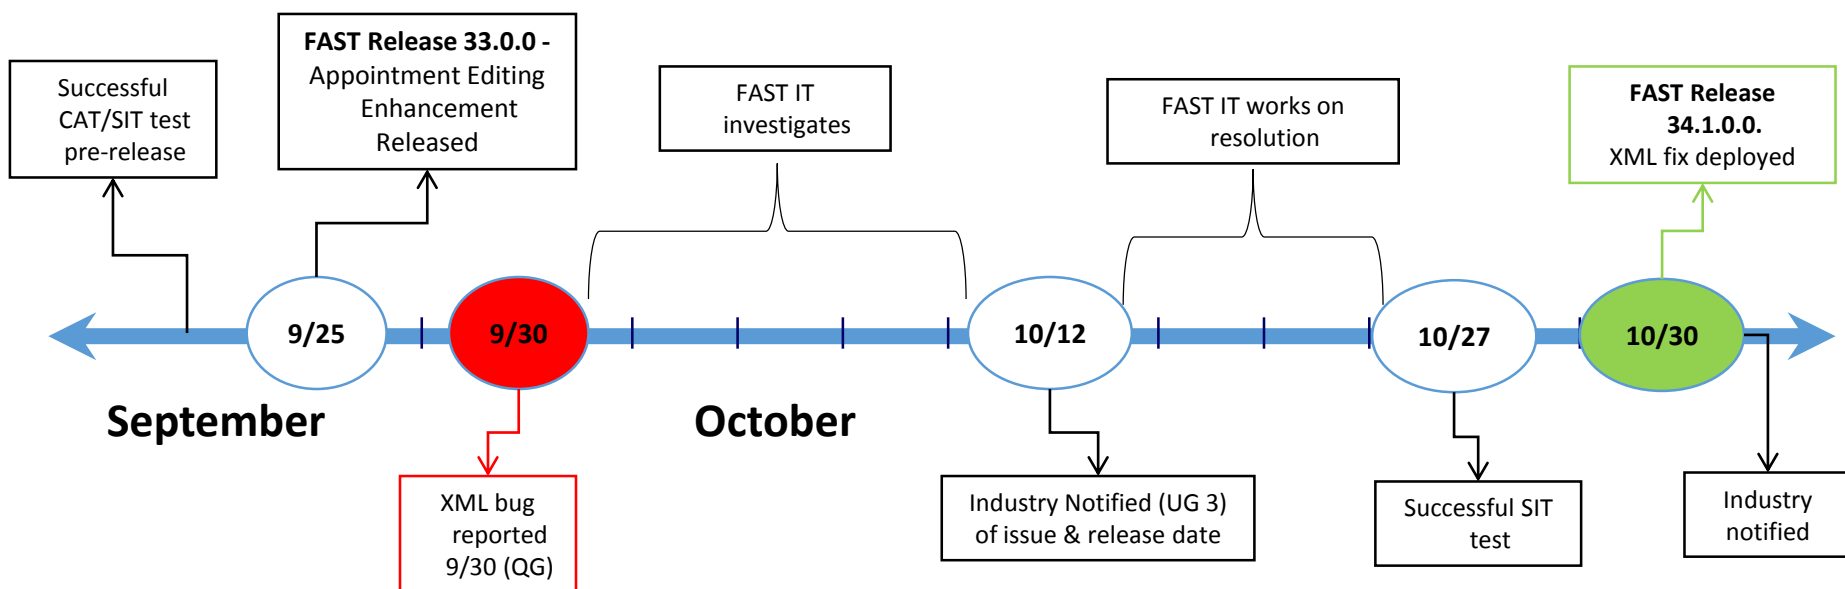 Successful
CAT/SIT test
pre-release
FAST Release 33.0.0 -
Appointment Editing
Enhancement
Released
FAST IT
investigates
FAST IT works on
resolution
FAST Release
34.1.0.0.
XML fix deployed
9/25
9/30
10/12
10/27
10/30
September
October
XML bug
reported
9/30 (QG)
Industry Notified (UG 3)
of issue & release date
Successful SIT
test
Industry
notified